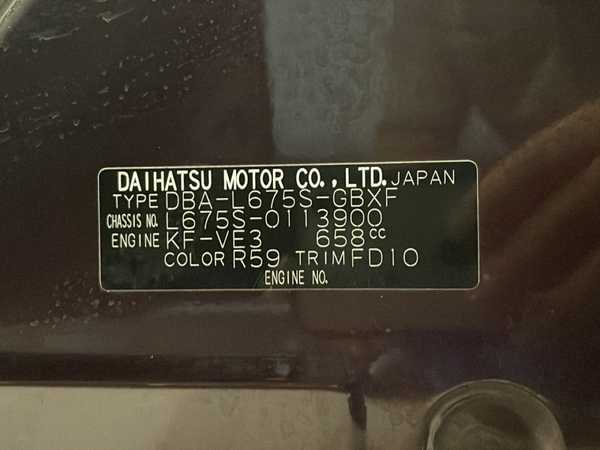 DAIHATSU MOTOR CO., LTD. JAPAN
TYPE DBA-L675S-GBXF
CHASSIS NO. L675S-0113900
ENGINE KF-VE3 658cc
COLOR R59 TRIM FD10
ENGINE NO.